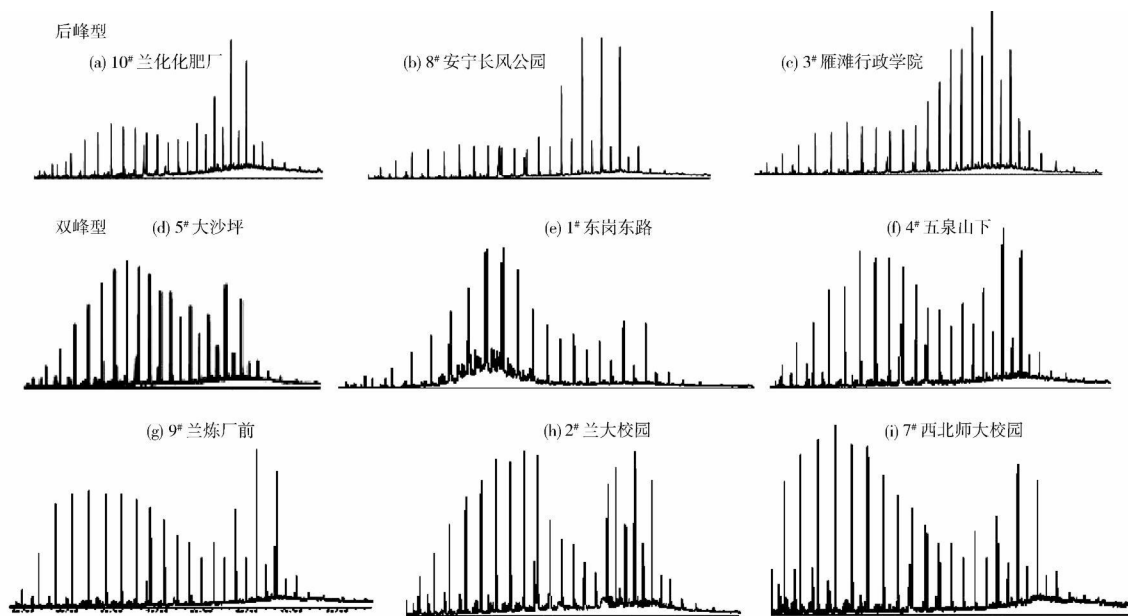 后峰型
(a) 10# 兰化化肥厂
(b) 8# 安宁长风公园
(c) 3# 雁滩行政学院
双峰型
(d) 5# 大沙坪
(e) 1# 东岗东路
(f) 4# 五泉山下
(g) 9# 兰炼厂前
(h) 2# 兰大校园
(i) 7# 西北师大校园